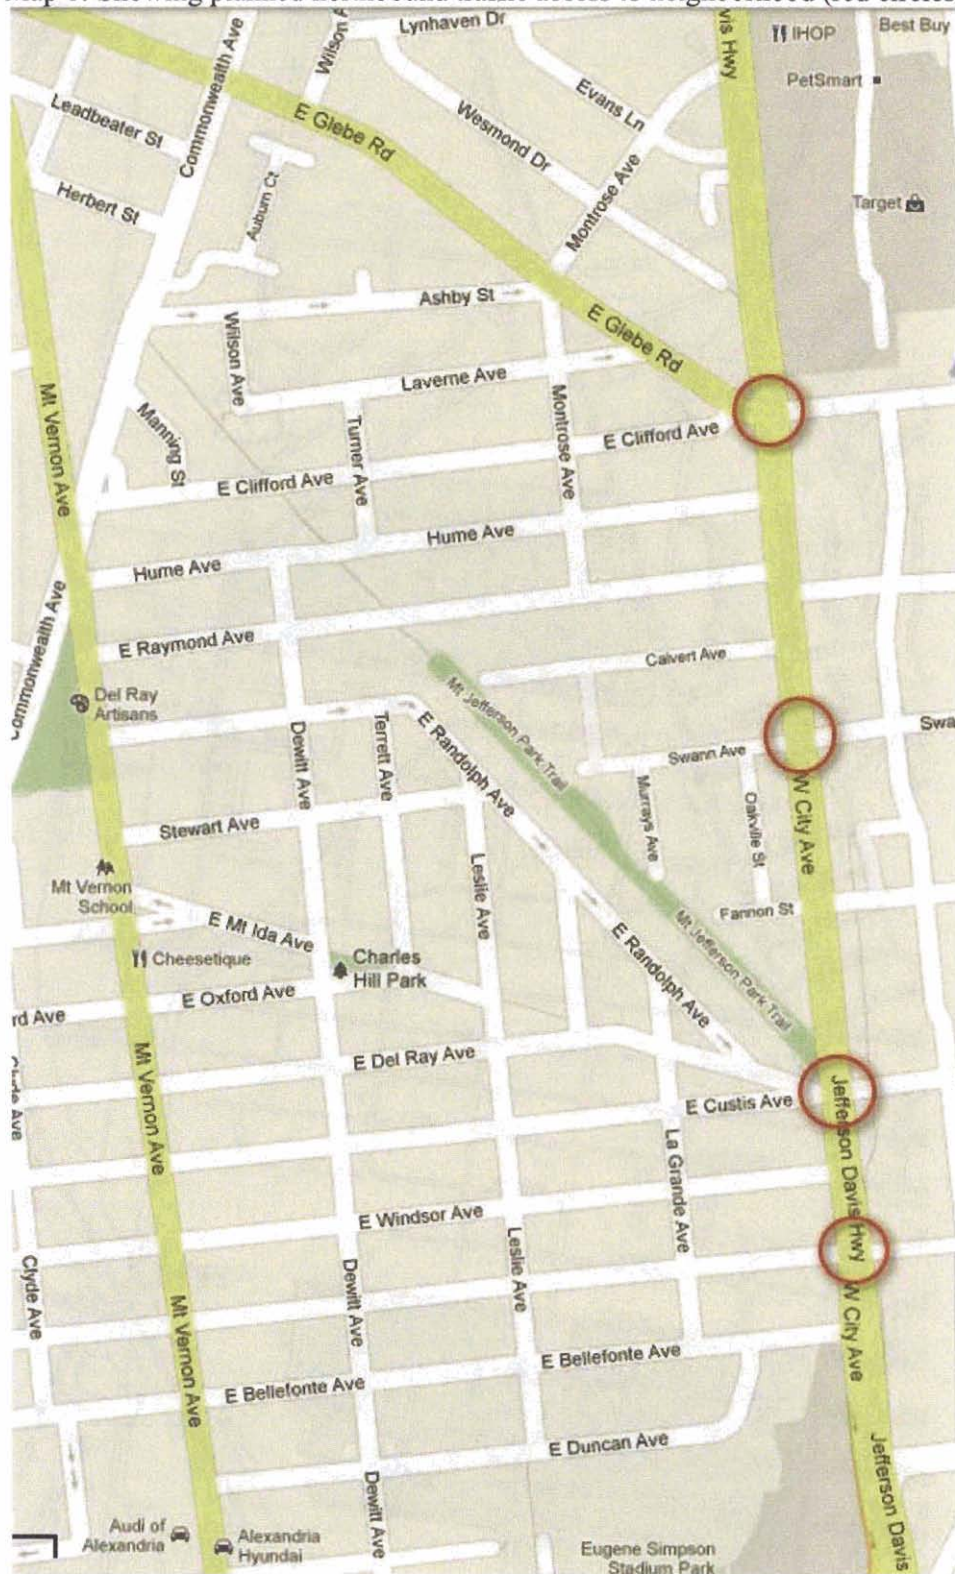 Lynhaven Dr
vis Hwy
IHOP
Best Buy
PetSmart
Commonwealth Ave
Leadbeater St
E Glebe Rd
Wesmond Dr
Evans Ln
Herbert St
Auburn Ct
Montrose Ave
Target
Ashby St
Wilson Ave
E Glebe Rd
Laverne Ave
Mt Vernon Ave
Manning St
Turner Ave
Montrose Ave
E Clifford Ave
E Clifford Ave
Hume Ave
Hume Ave
E Raymond Ave
Commonwealth Ave
Calvert Ave
Del Ray
Artisans
Mt Jefferson Park Trail
E Randolph Ave
Terrett Ave
Dewitt Ave
Swann Ave
Swa
W City Ave
Murrays Ave
Oakville St
Stewart Ave
Leslie Ave
Mt Vernon
School
Fannon St
E Mt Ida Ave
E Randolph Ave
Mt Jefferson Park Trail
Cheesetique
Charles
Hill Park
E Oxford Ave
rd Ave
E Del Ray Ave
Mt Vernon Ave
E Custis Ave
Jefferson Davis Hwy
La Grande Ave
E Windsor Ave
Leslie Ave
Clyde Ave
Dewitt Ave
Mt Vernon Ave
W City Ave
E Bellefonte Ave
E Bellefonte Ave
E Duncan Ave
Jefferson Davis
Dewitt Ave
Audi of
Alexandria
Alexandria
Hyundai
Eugene Simpson
Stadium Park